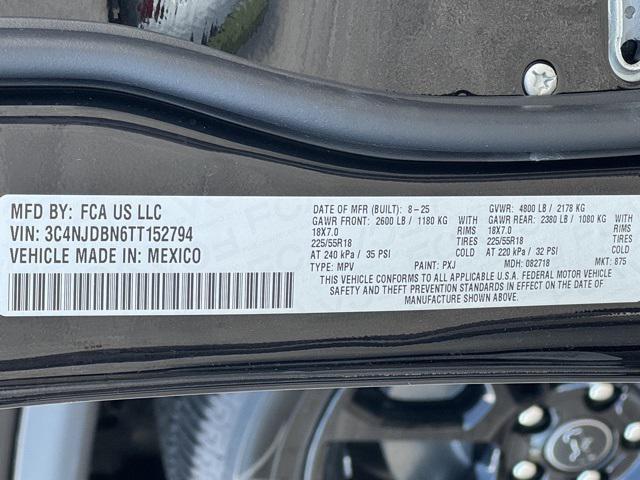 MFD BY: FCA US LLC
VIN: 3C4NJDBN6TT152794
VEHICLE MADE IN: MEXICO
DATE OF MFR (BUILT): 8-25 GVWR: 4800 LB / 2178 KG
GAWR FRONT: 2600 LB / 1180 KG WITH GAWR REAR: 2380 LB / 1080 KG WITH
18X7.0 RIMS 18X7.0 RIMS
225/55R18 TIRES 225/55R18 TIRES
AT 240 kPa / 35 PSI COLD AT 220 kPa / 32 PSI COLD
TYPE: MPV PAINT: PXJ MDH: 082718 MKT: 875
THIS VEHICLE CONFORMS TO ALL APPLICABLE U.S.A. FEDERAL MOTOR VEHICLE
SAFETY AND THEFT PREVENTION STANDARDS IN EFFECT ON THE DATE OF
MANUFACTURE SHOWN ABOVE.